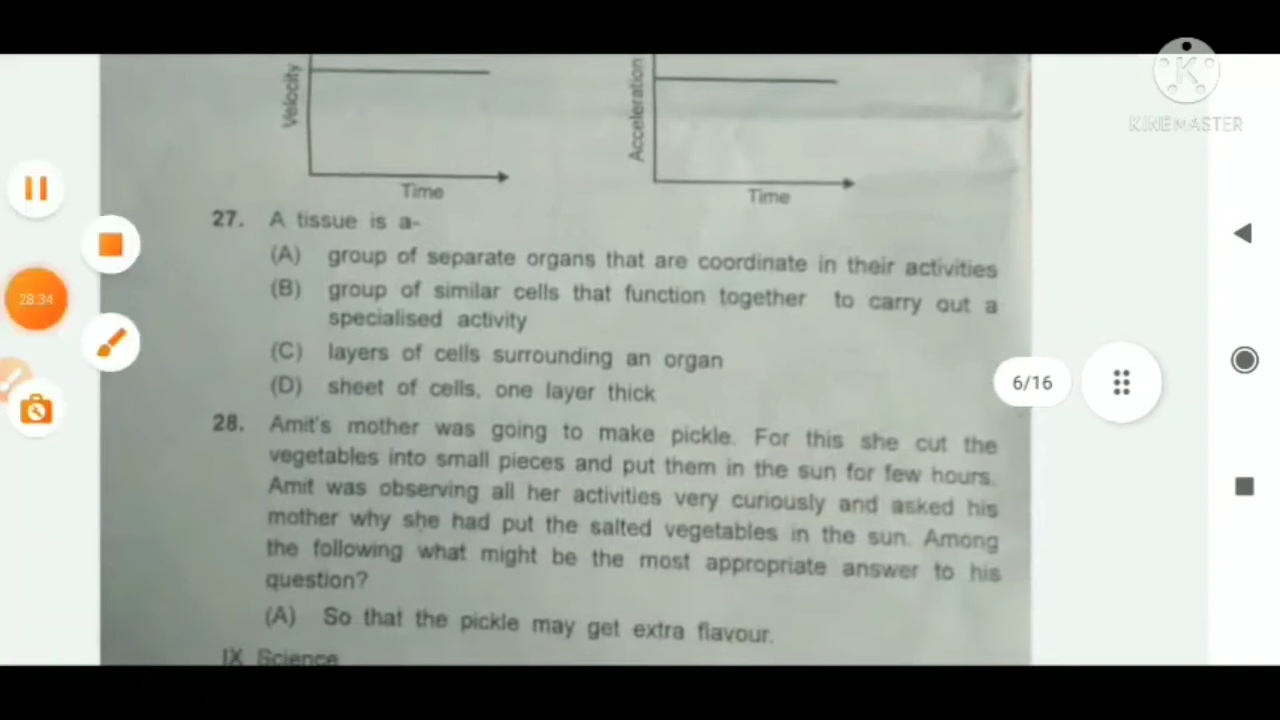 KINEMASTER
Velocity
Acceleration
Time
Time
27. A tissue is a-
(A) group of separate organs that are coordinate in their activities
(B) group of similar cells that function together to carry out a
specialised activity
(C) layers of cells surrounding an organ
(D) sheet of cells, one layer thick
28. Amit's mother was going to make pickle. For this she cut the
vegetables into small pieces and put them in the sun for few hours.
Amit was observing all her activities very curiously and asked his
mother why she had put the salted vegetables in the sun. Among
the following what might be the most appropriate answer to his
question?
(A) So that the pickle may get extra flavour.
IX Science
28:34
6/16